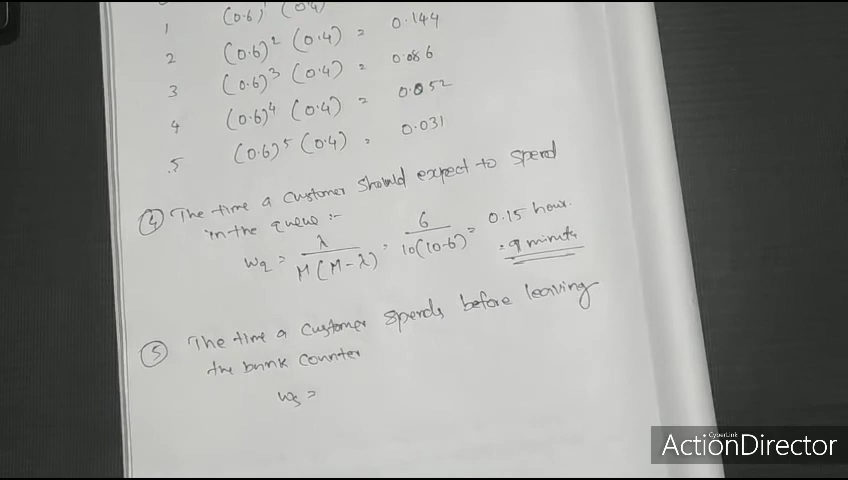 1 (0.6)¹ (0.4)
2 (0.6)² (0.4) = 0.144
3 (0.6)³ (0.4) = 0.086
4 (0.6)⁴ (0.4) = 0.052
5 (0.6)⁵ (0.4) = 0.031
④ The time a customer should expect to spend
in the queue :-
Wq = λ / M(M-λ) = 6 / 10(10-6) = 0.15 hour.
= 9 minute
⑤ The time a customer spends before leaving
the bank counter
Ws =
CyberLink
ActionDirector